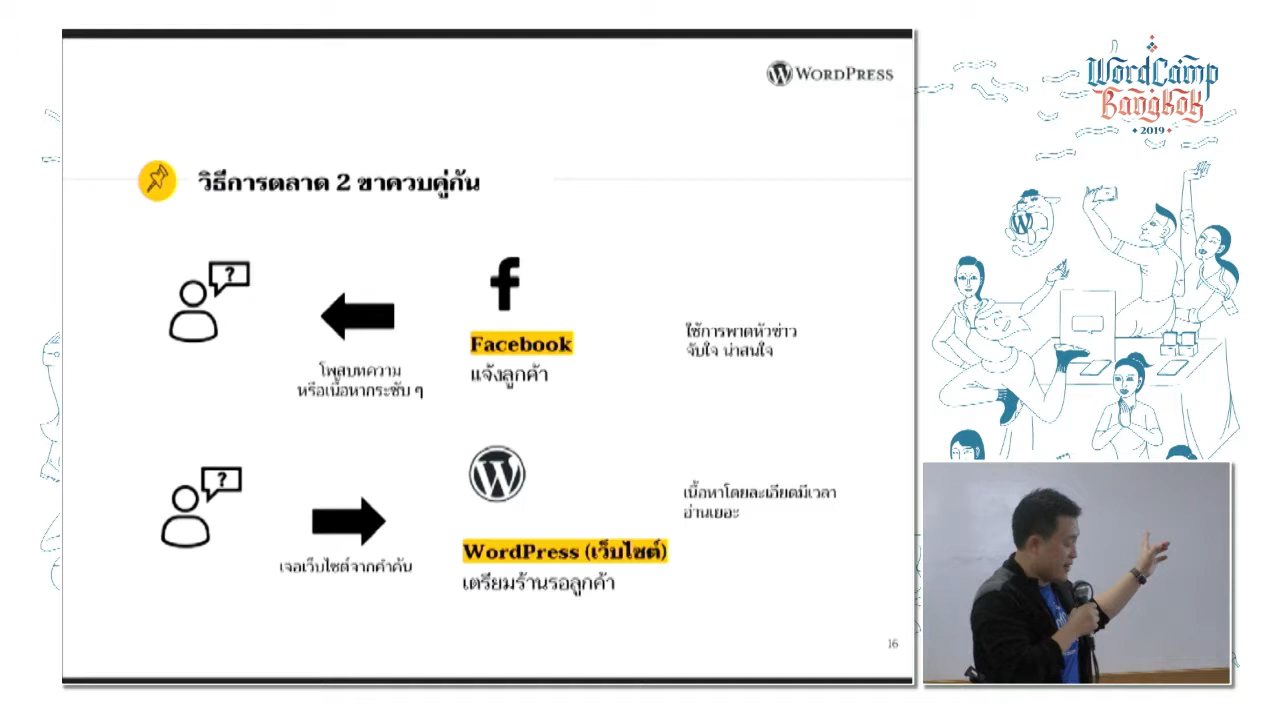 WORDPRESS
WordCamp
Bangkok
2019
วิธีการตลาด 2 ขาควบคู่กัน
?
Facebook
แจ้งลูกค้า
ใช้การพาดหัวข่าว
จับใจ น่าสนใจ
โพสบทความ
หรือเนื้อหากระชับ ๆ
?
เนื้อหาโดยละเอียดมีเวลา
อ่านเยอะ
WordPress (เว็บไซต์)
เตรียมร้านรอลูกค้า
เจอเว็บไซต์จากคำค้น
16